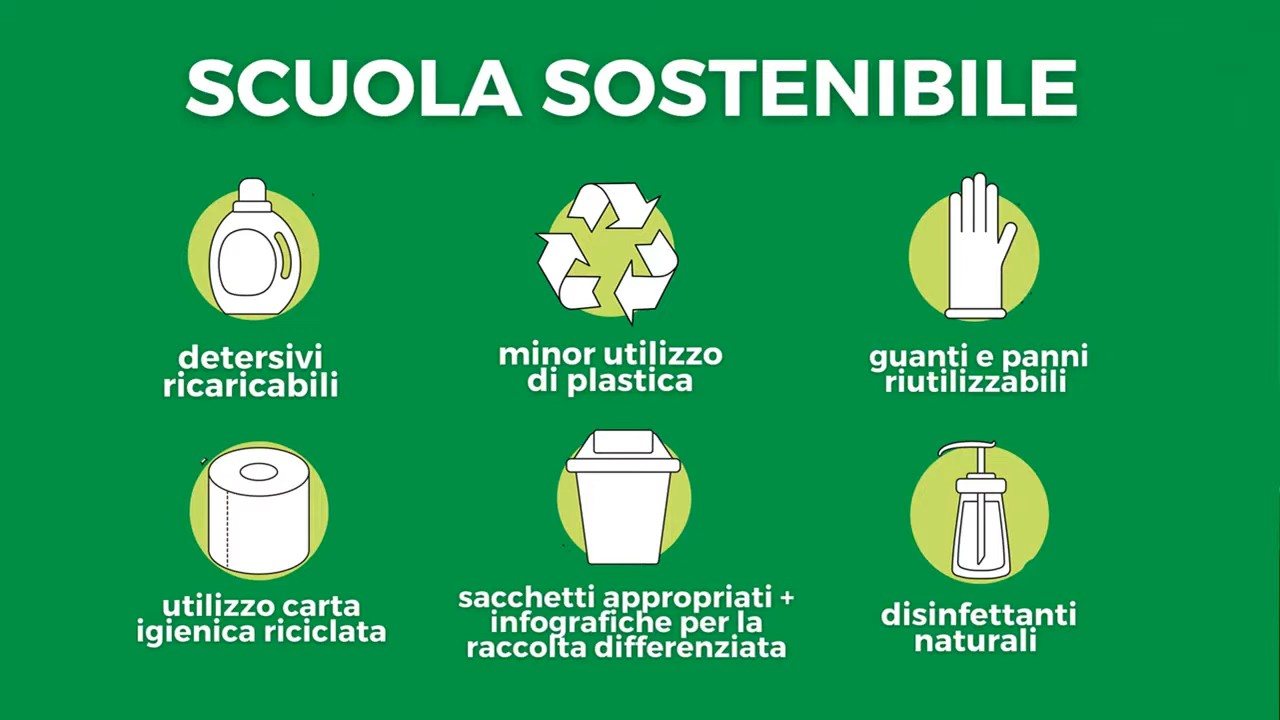 SCUOLA SOSTENIBILE
detersivi
ricaricabili
minor utilizzo
di plastica
guanti e panni
riutilizzabili
utilizzo carta
igienica riciclata
sacchetti appropriati +
infografiche per la
raccolta differenziata
disinfettanti
naturali